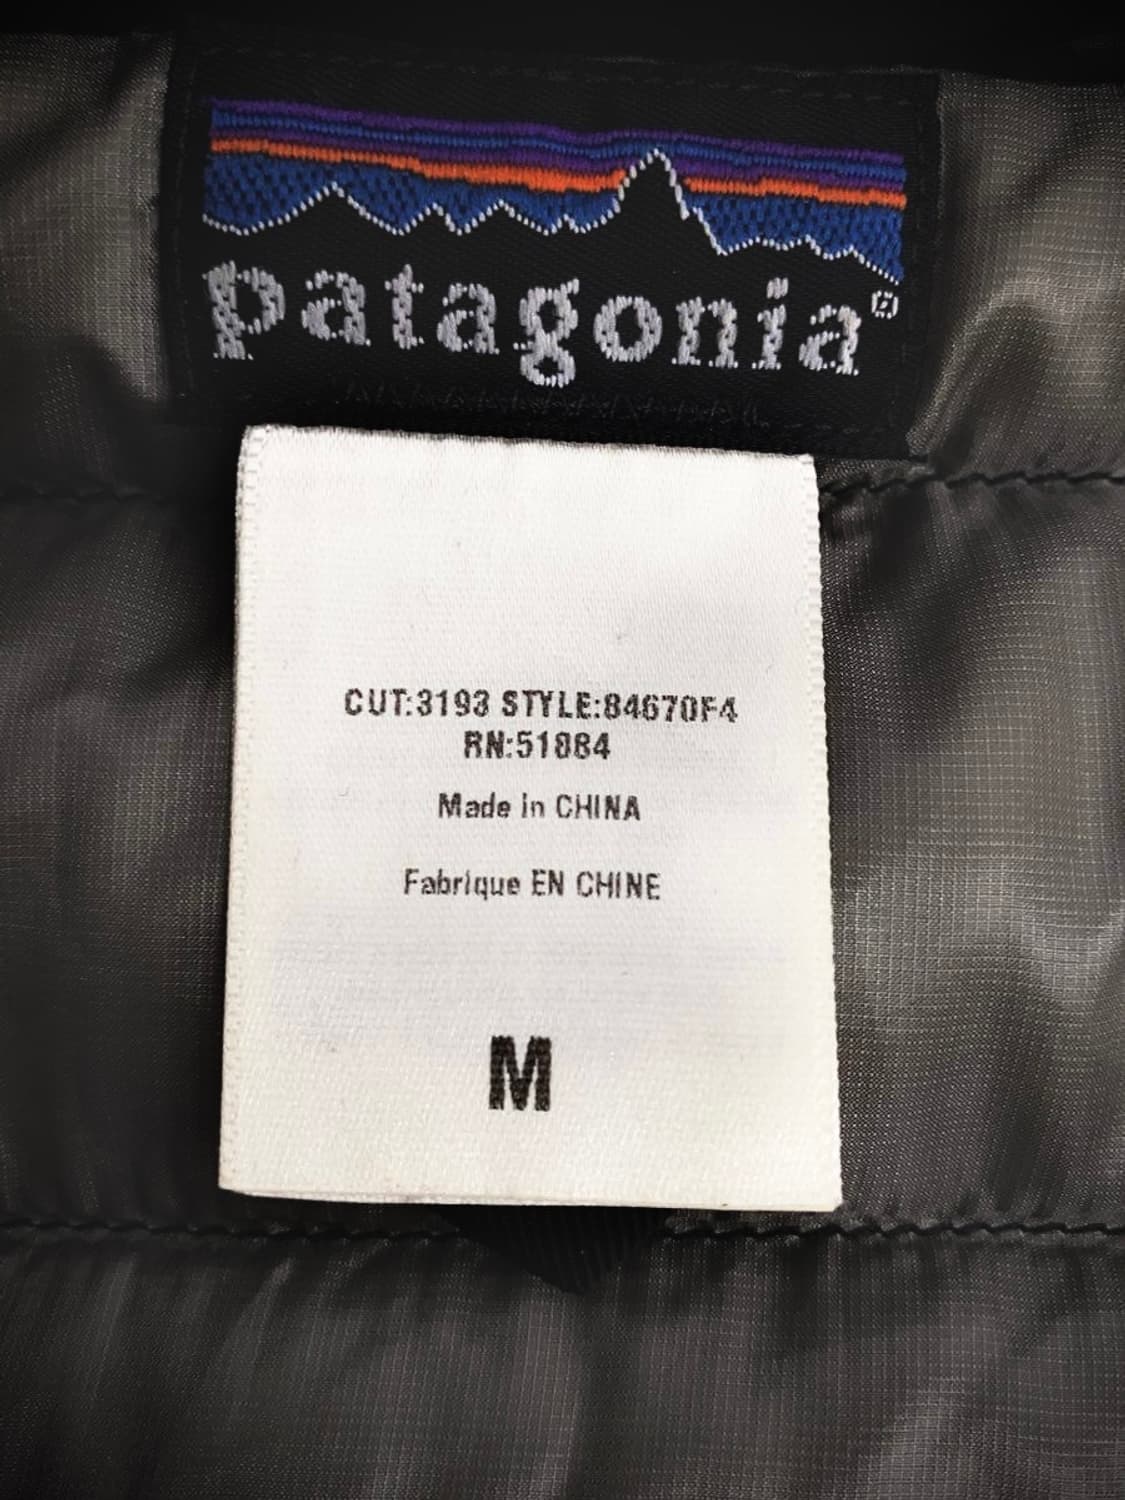 patagonia®
CUT:3193 STYLE:84670F4
RN:51884
Made in CHINA
Fabrique EN CHINE
M